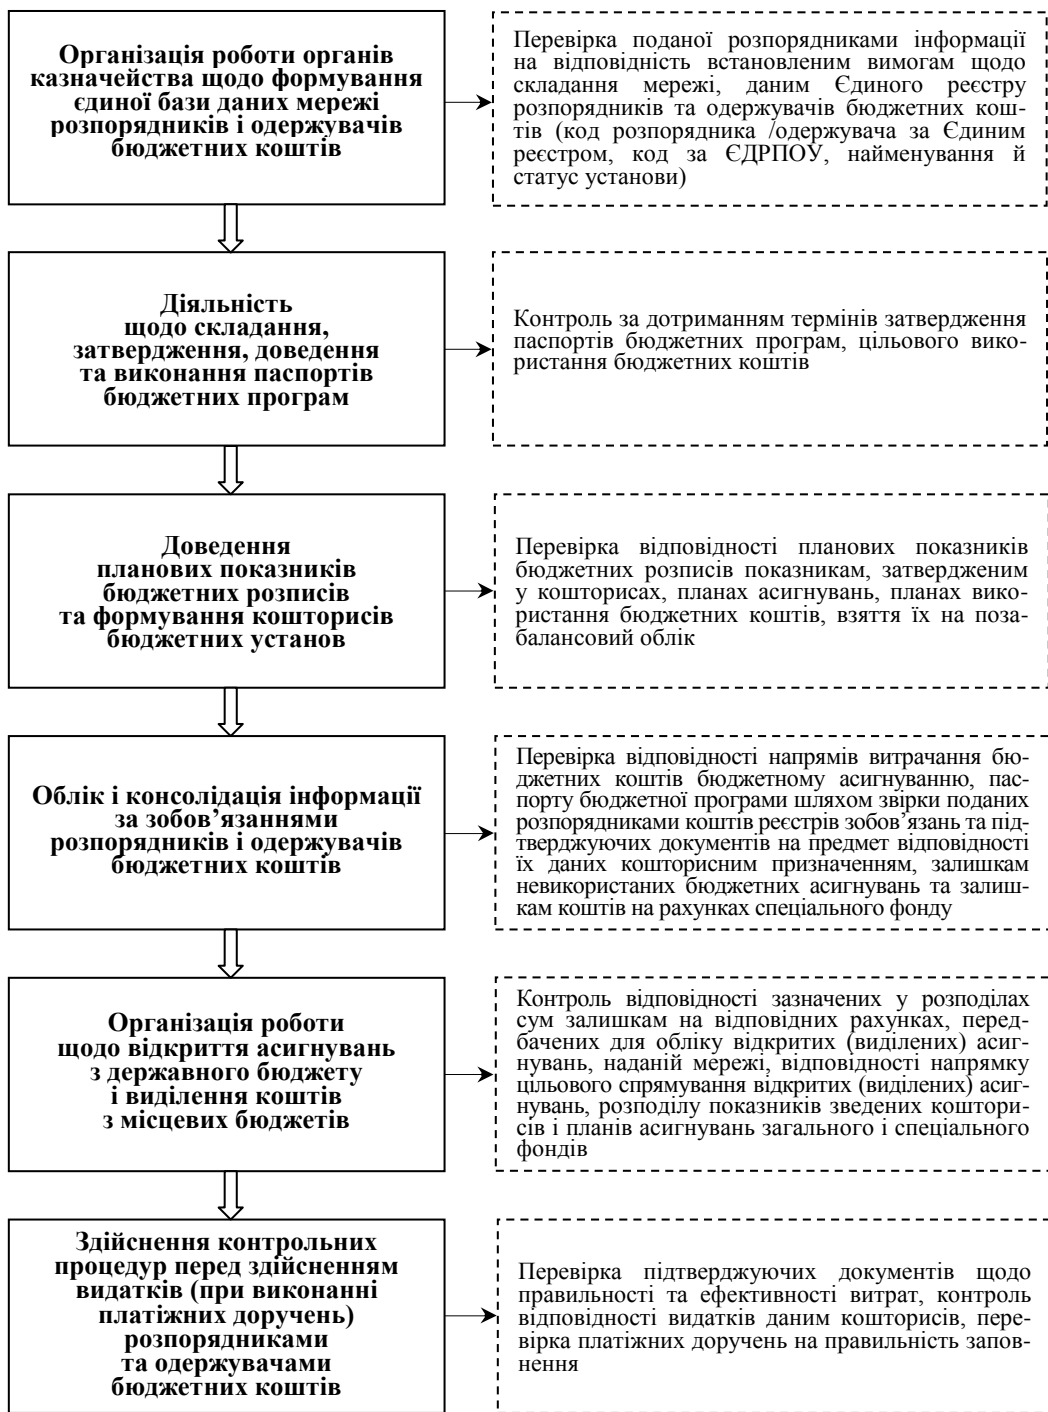 Організація роботи органів
казначейства щодо формування
єдиної бази даних мережі
розпорядників і одержувачів
бюджетних коштів
Перевірка поданої розпорядниками інформації
на відповідність встановленим вимогам щодо
складання мережі, даним Єдиного реєстру
розпорядників та одержувачів бюджетних кош-
тів (код розпорядника /одержувача за Єдиним
реєстром, код за ЄДРПОУ, найменування й
статус установи)
Діяльність
щодо складання,
затвердження, доведення
та виконання паспортів
бюджетних програм
Контроль за дотриманням термінів затвердження
паспортів бюджетних програм, цільового вико-
ристання бюджетних коштів
Доведення
планових показників
бюджетних розписів
та формування кошторисів
бюджетних установ
Перевірка відповідності планових показників
бюджетних розписів показникам, затвердженим
у кошторисах, планах асигнувань, планах вико-
ристання бюджетних коштів, взяття їх на поза-
балансовий облік
Облік і консолідація інформації
за зобов’язаннями
розпорядників і одержувачів
бюджетних коштів
Перевірка відповідності напрямів витрачання бю-
джетних коштів бюджетному асигнуванню, пас-
порту бюджетної програми шляхом звірки поданих
розпорядниками коштів реєстрів зобов’язань та під-
тверджуючих документів на предмет відповідності
їх даних кошторисним призначенням, залишкам
невикористаних бюджетних асигнувань та залиш-
кам коштів на рахунках спеціального фонду
Організація роботи
щодо відкриття асигнувань
з державного бюджету
і виділення коштів
з місцевих бюджетів
Контроль відповідності зазначених у розподілах
сум залишкам на відповідних рахунках, перед-
бачених для обліку відкритих (виділених) асиг-
нувань, наданій мережі, відповідності напрямку
цільового спрямування відкритих (виділених) асиг-
нувань, розподілу показників зведених кошторі-
сів і планів асигнувань загального і спеціального
фондів
Здійснення контрольних
процедур перед здійсненням
видатків (при виконанні
платіжних доручень)
розпорядниками
та одержувачами
бюджетних коштів
Перевірка підтверджуючих документів щодо
правильності та ефективності витрат, контроль
відповідності видатків даним кошторисів, пере-
вірка платіжних доручень на правильність запов-
нення